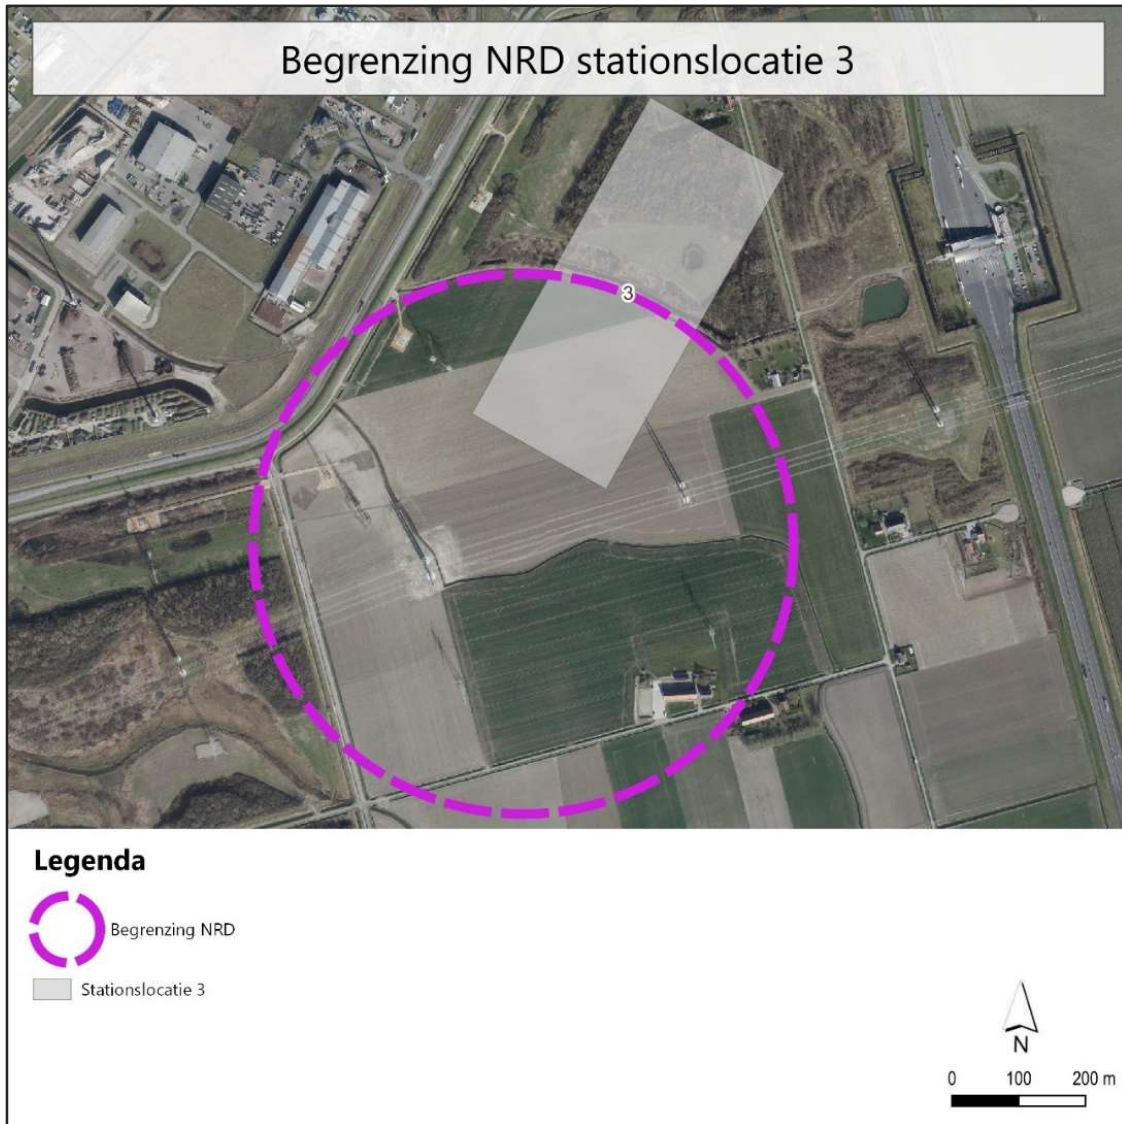 Begrenzing NRD stationslocatie 3
3
Legenda
Begrenzing NRD
Stationslocatie 3
N
0 100 200 m